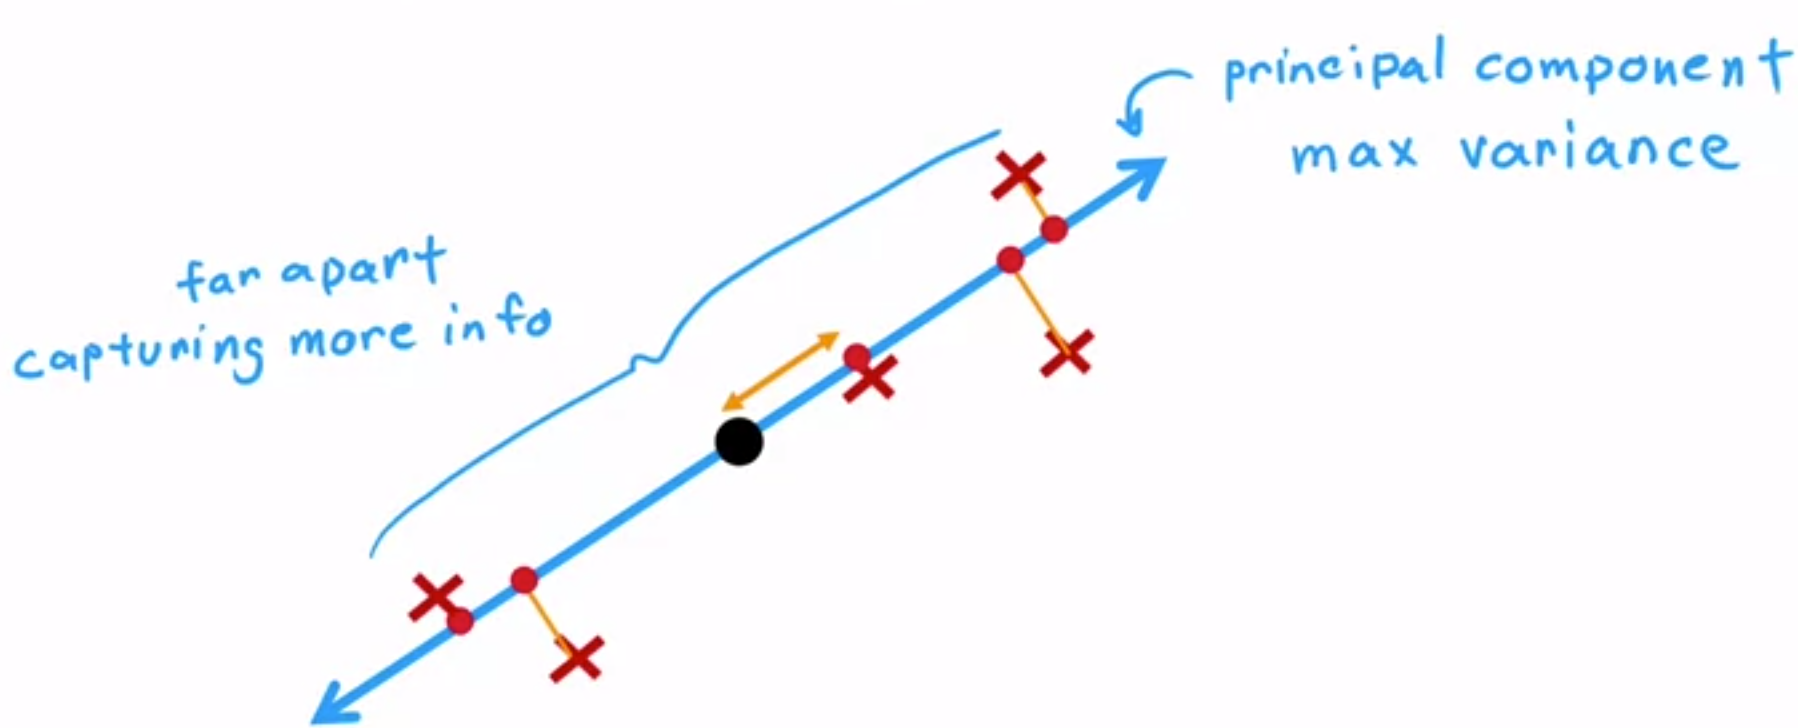 principal component
max variance
far apart
capturing more info